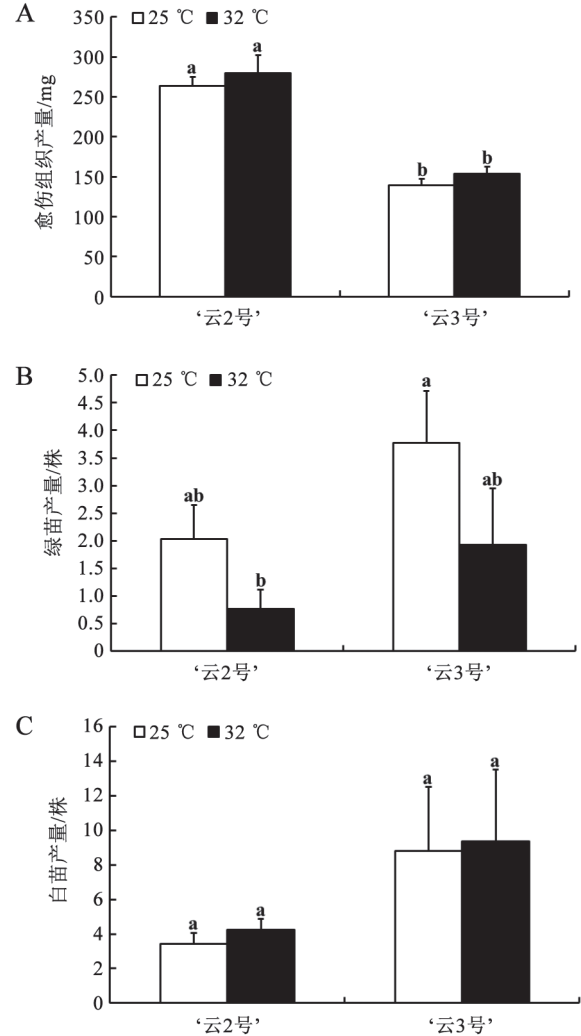 A
□25 ℃ ■32 ℃
愈伤组织产量/mg
350
300
250
200
150
100
50
0
a
a
b
b
‘云2号’
‘云3号’
B
□25 ℃ ■32 ℃
绿苗产量/株
5.0
4.5
4.0
3.5
3.0
2.5
2.0
1.5
1.0
0.5
0
ab
b
a
ab
‘云2号’
‘云3号’
C
□25 ℃ ■32 ℃
白苗产量/株
16
14
12
10
8
6
4
2
0
a
a
a
a
‘云2号’
‘云3号’